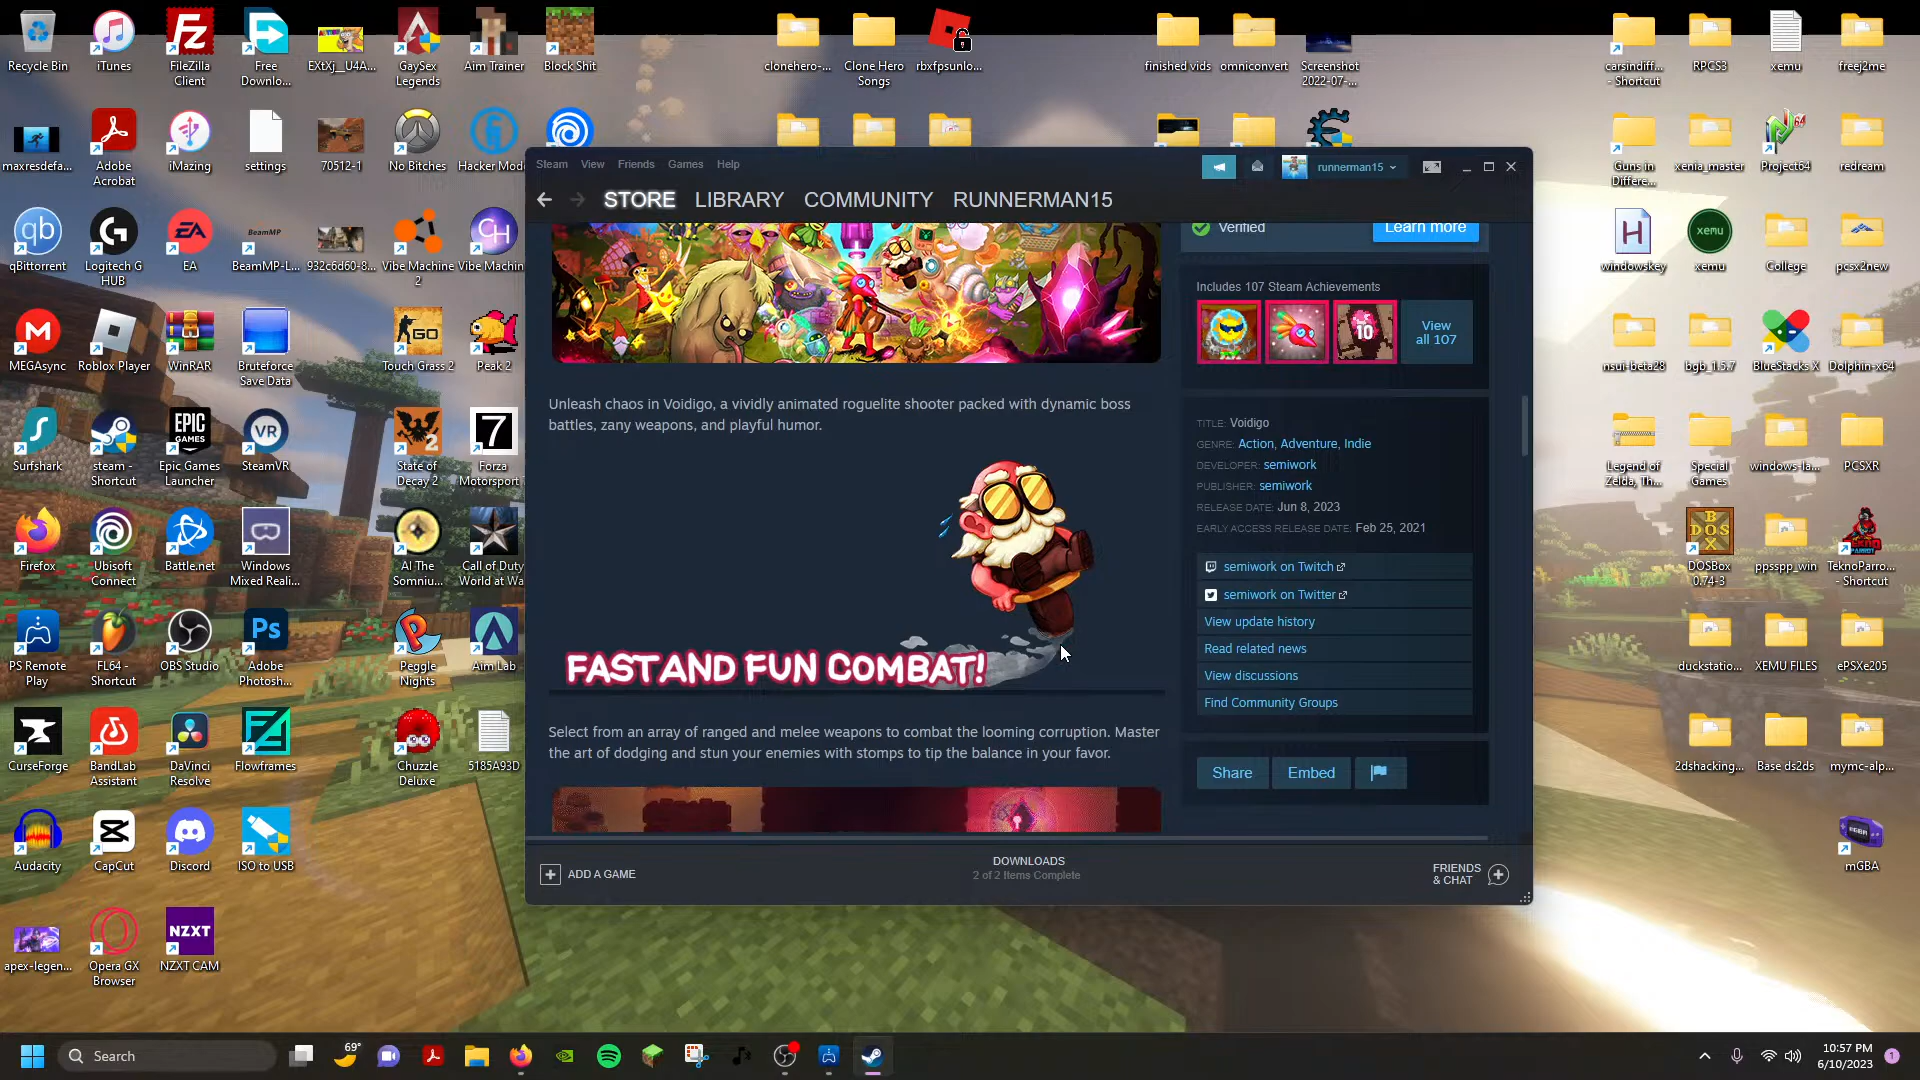 Recycle Bin
iTunes
FileZilla
Client
Free
Downlo...
EXtXj__U4A...
GaySex
Legends
Aim Trainer
Block Shit
clonehero-...
Clone Hero
Songs
rbxfpsunlo...
finished vids
omniconvert
Screenshot
2022-07-...
carsindiff...
- Shortcut
RPCS3
xemu
freej2me
maxresdefa...
Adobe
Acrobat
iMazing
settings
70512-1
No Bitches
Hacker Mod
Guns in
Differe...
xenia_master
Project64
redream
Steam
View
Friends
Games
Help
runnerman15
STORE
LIBRARY
COMMUNITY
RUNNERMAN15
qBittorrent
Logitech G
HUB
EA
BeamMP
BeamMP-L...
932c6d60-8...
Vibe Machine
2
Vibe Machin
windowskey
xemu
xemu
College
pcsx2new
Verified
Learn more
Includes 107 Steam Achievements
10
View
all 107
MEGAsync
Roblox Player
WinRAR
Bruteforce
Save Data
GO
Touch Grass 2
Peak 2
nsui-beta28
bgb_1.5.7
BlueStacks X
Dolphin-x64
Unleash chaos in Voidigo, a vividly animated roguelite shooter packed with dynamic boss
battles, zany weapons, and playful humor.
TITLE: Voidigo
GENRE: Action, Adventure, Indie
DEVELOPER: semiwork
PUBLISHER: semiwork
RELEASE DATE: Jun 8, 2023
EARLY ACCESS RELEASE DATE: Feb 25, 2021
Surfshark
steam -
Shortcut
EPIC
GAMES
Epic Games
Launcher
VR
SteamVR
State of
Decay 2
7
Forza
Motorsport
Legend of
Zelda, Th...
Special
Games
windows-la...
PCSXR
semiwork on Twitch
semiwork on Twitter
View update history
Read related news
View discussions
Find Community Groups
Firefox
Ubisoft
Connect
Battle.net
Windows
Mixed Reali...
AI The
Somniu...
Call of Duty
World at Wa
DOSBox
0.74-3
ppsspp_win
TeknoParro...
- Shortcut
FAST AND FUN COMBAT!
PS Remote
Play
FL64 -
Shortcut
OBS Studio
Ps
Adobe
Photosh...
Peggle
Nights
Aim Lab
duckstatio...
XEMU FILES
ePSXe205
Select from an array of ranged and melee weapons to combat the looming corruption. Master
the art of dodging and stun your enemies with stomps to tip the balance in your favor.
Share
Embed
CurseForge
BandLab
Assistant
DaVinci
Resolve
Flowframes
Chuzzle
Deluxe
5185A93D
2dshacking...
Base ds2ds
mymc-alp...
ADD A GAME
DOWNLOADS
2 of 2 Items Complete
FRIENDS
& CHAT
Audacity
CapCut
Discord
ISO to USB
mGBA
apex-legen...
Opera GX
Browser
NZXT
NZXT CAM
Search
69°
10:57 PM
6/10/2023
1